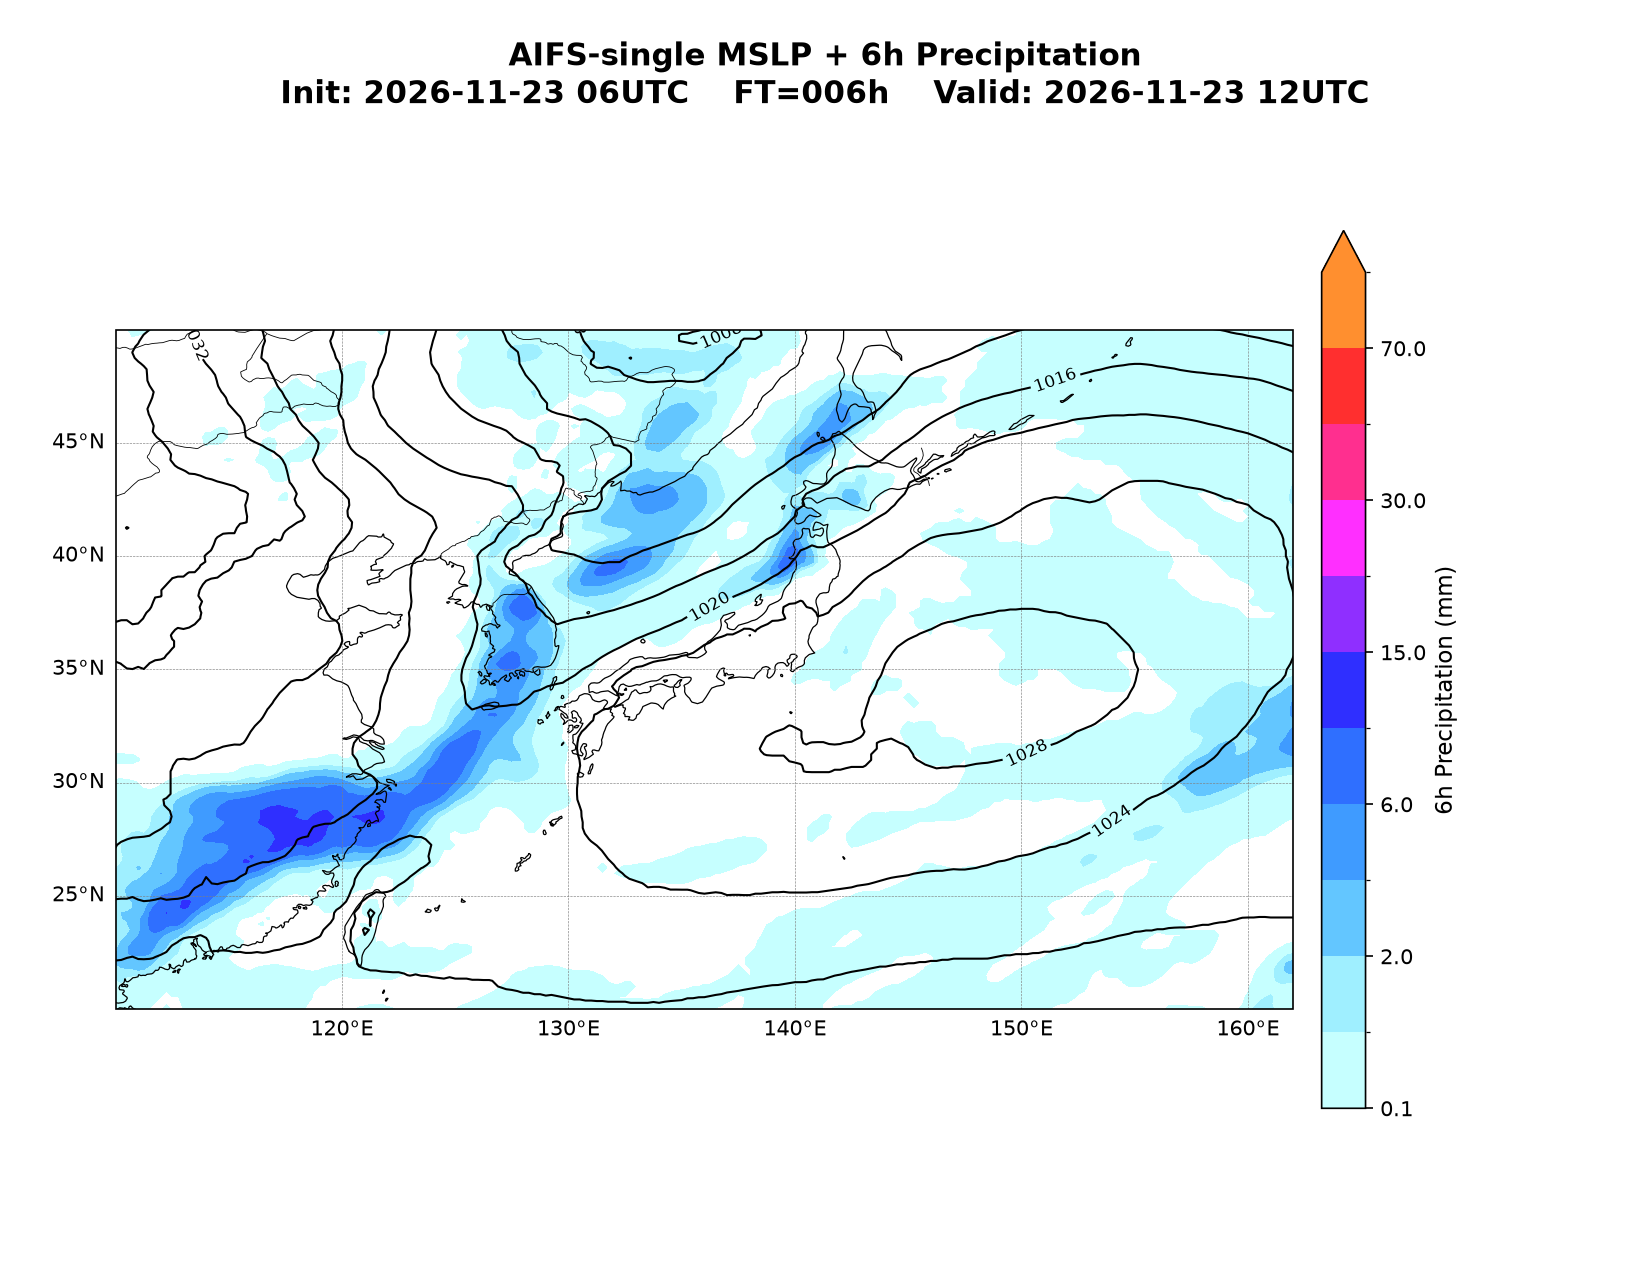 AIFS-single MSLP + 6h Precipitation
Init: 2026-11-23 06UTC    FT=006h    Valid: 2026-11-23 12UTC
032
1008
1016
1020
1028
1024
45°N
40°N
35°N
30°N
25°N
120°E
130°E
140°E
150°E
160°E
70.0
30.0
15.0
6.0
2.0
0.1
6h Precipitation (mm)